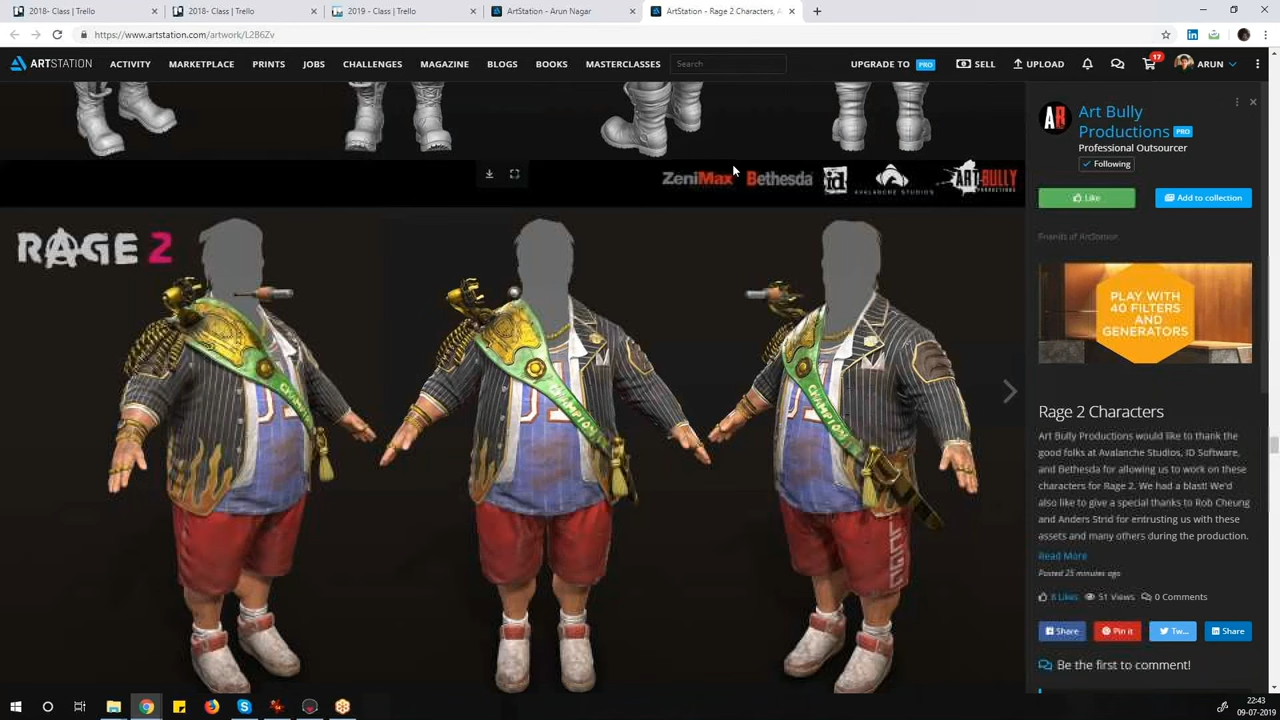 2018- Class | Trello
2018- Class | Trello
2019 - Class | Trello
ArtStation - Arun Nagar
ArtStation - Rage 2 Characters, A
https://www.artstation.com/artwork/L2B6Zv
ARTSTATION
ACTIVITY
MARKETPLACE
PRINTS
JOBS
CHALLENGES
MAGAZINE
BLOGS
BOOKS
MASTERCLASSES
Search
UPGRADE TO PRO
SELL
UPLOAD
17
ARUN
ZeniMax
Bethesda
id
AVALANCHE STUDIOS
ART BULLY
PRODUCTIONS
RAGE 2
CHAMPION
CHAMPION
CHAMPION
AB
Art Bully
Productions PRO
Professional Outsourcer
Following
Like
Add to collection
Friends of ArtStation
PLAY WITH
40 FILTERS
AND
GENERATORS
Rage 2 Characters
Art Bully Productions would like to thank the
good folks at Avalanche Studios, ID Software,
and Bethesda for allowing us to work on these
characters for Rage 2. We had a blast! We'd
also like to give a special thanks to Rob Cheung
and Anders Strid for entrusting us with these
assets and many others during the production.
Read More
Posted 25 minutes ago
8 Likes
51 Views
0 Comments
Share
Pin it
Tw...
Share
Be the first to comment!
22:43
09-07-2019